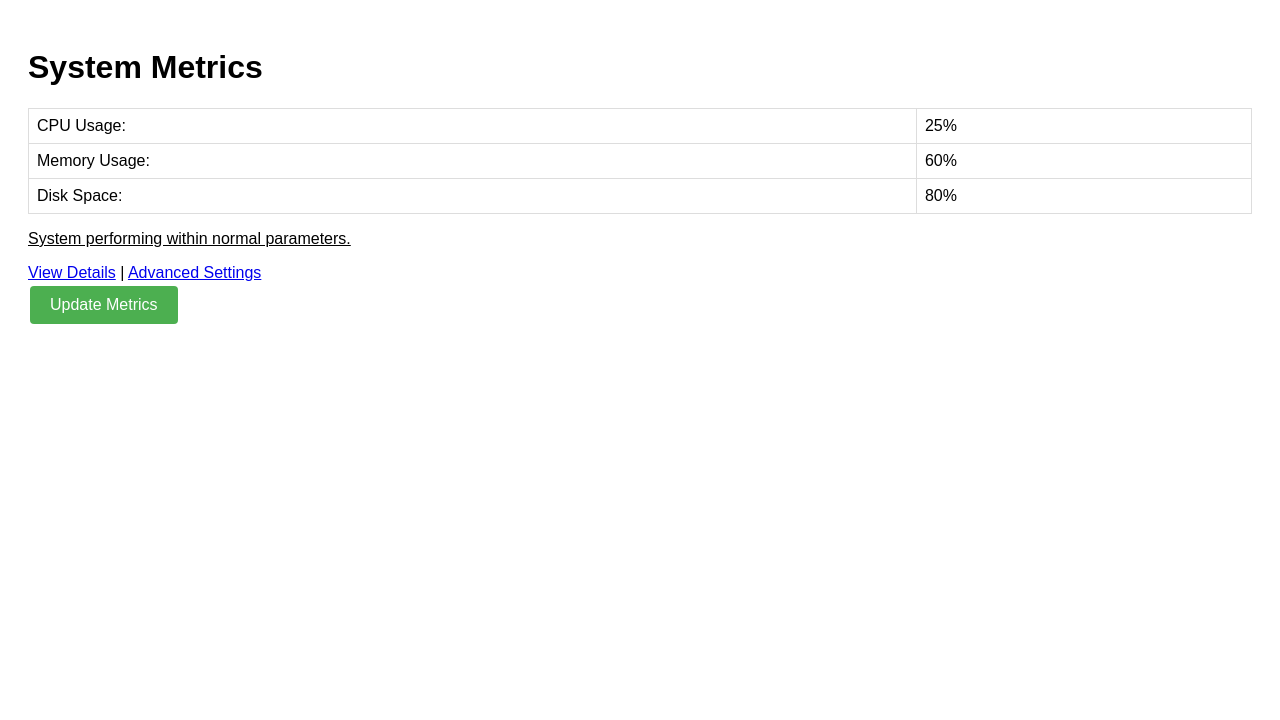 System Metrics
CPU Usage: 25%
Memory Usage: 60%
Disk Space: 80%
System performing within normal parameters.
View Details | Advanced Settings
Update Metrics